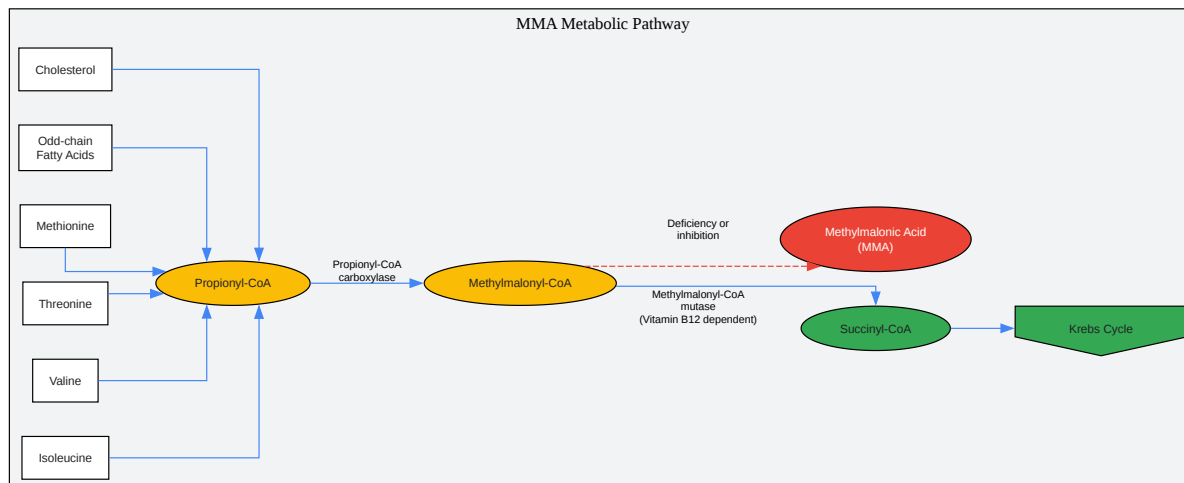 MMA Metabolic Pathway
Cholesterol
Odd-chain
Fatty Acids
Methionine
Threonine
Valine
Isoleucine
Propionyl-CoA
Propionyl-CoA
carboxylase
Methylmalonyl-CoA
Deficiency or
inhibition
Methylmalonic Acid
(MMA)
Methylmalonyl-CoA
mutase
(Vitamin B12 dependent)
Succinyl-CoA
Krebs Cycle